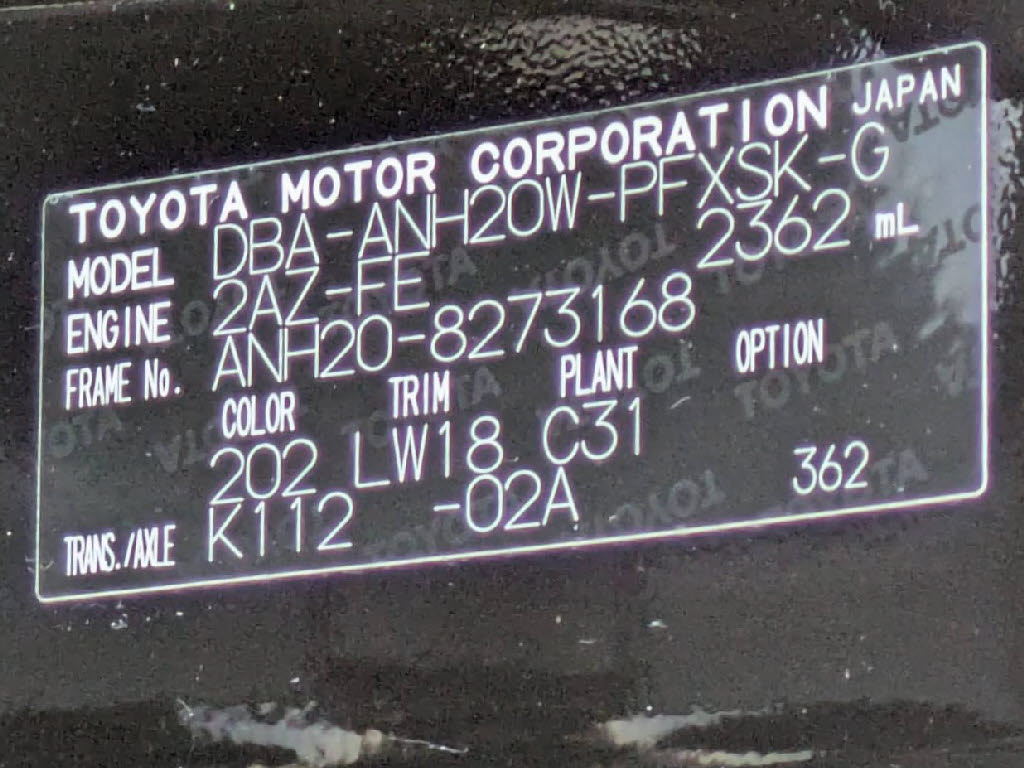 TOYOTA MOTOR CORPORATION JAPAN
MODEL DBA-ANH20W-PFXSK-G
ENGINE 2AZ-FE 2362 mL
FRAME No. ANH20-8273168
COLOR TRIM PLANT OPTION
202 LW18 C31
TRANS./AXLE K112 -02A 362